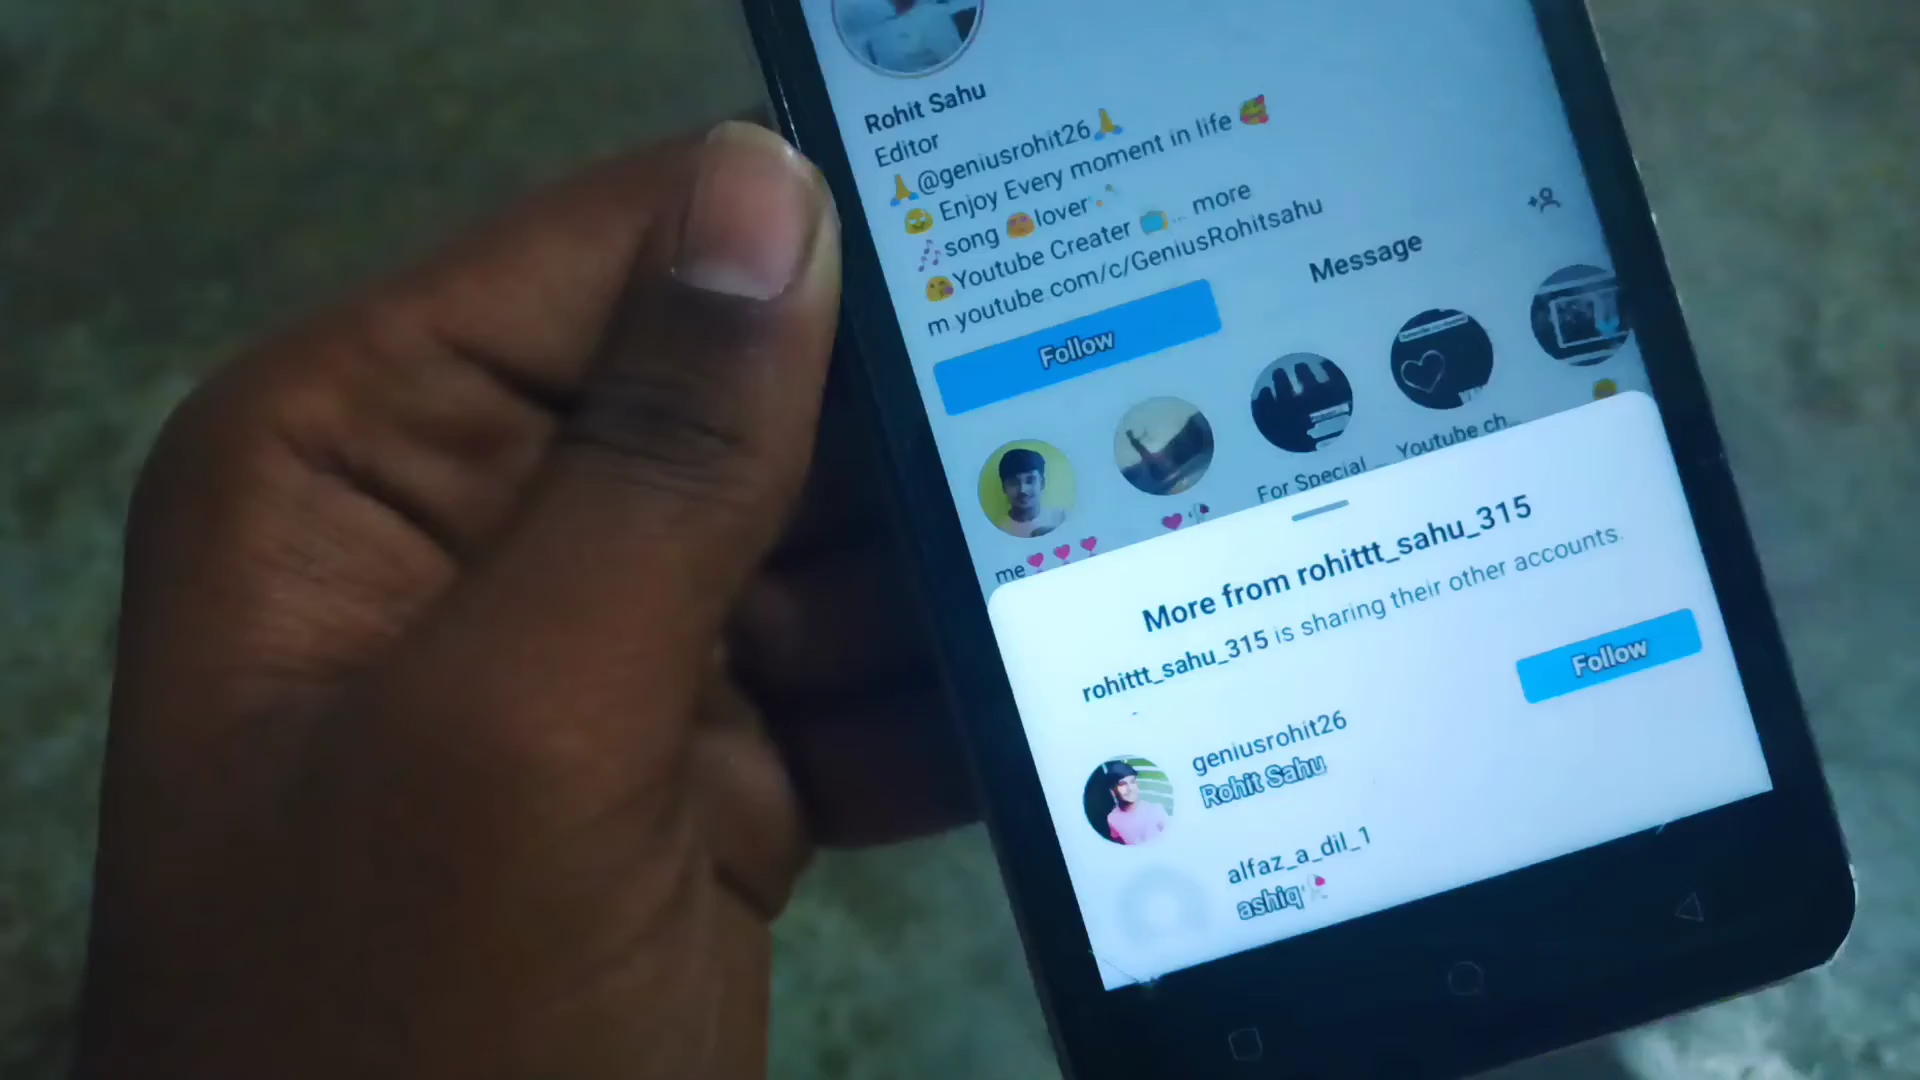 Rohit Sahu
Editor
🙏@geniusrohit26🙏
😂 Enjoy Every moment in life 🥰
🎶song 🥰lover
😘Youtube Creater 📺... more
m.youtube.com/c/GeniusRohitsahu
Follow
Message
me❣❣❣
❤🥀
For Special ...
Youtube ch...
More from rohittt_sahu_315
rohittt_sahu_315 is sharing their other accounts.
geniusrohit26
Rohit Sahu
Follow
alfaz_a_dil_1
ashiq🥀